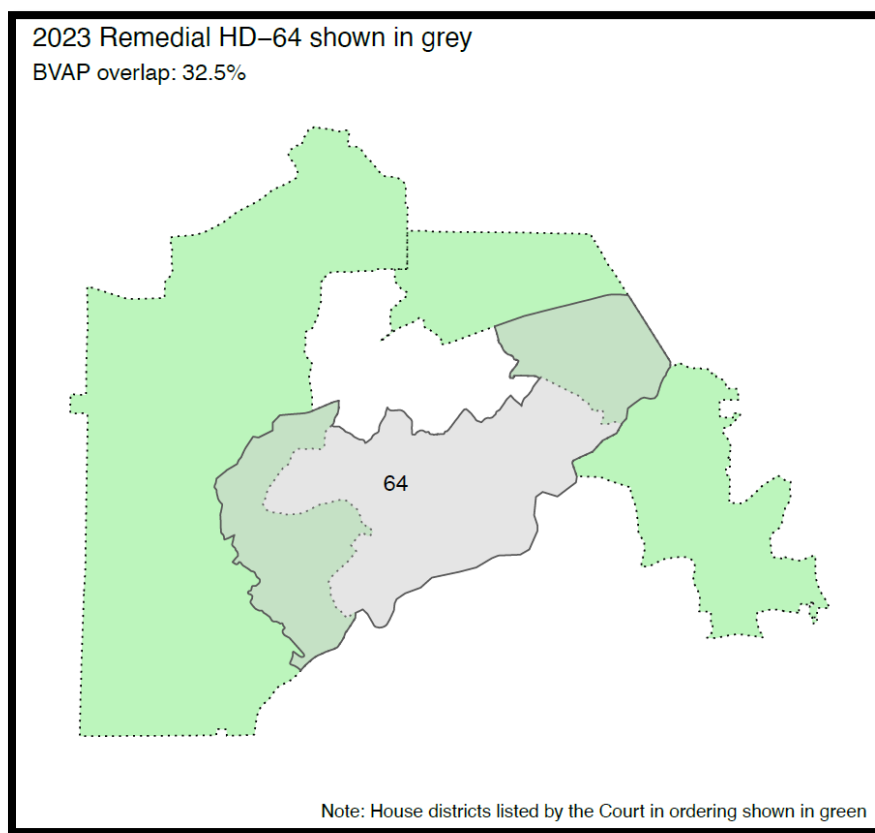 2023 Remedial HD−64 shown in grey
BVAP overlap: 32.5%
64
Note: House districts listed by the Court in ordering shown in green